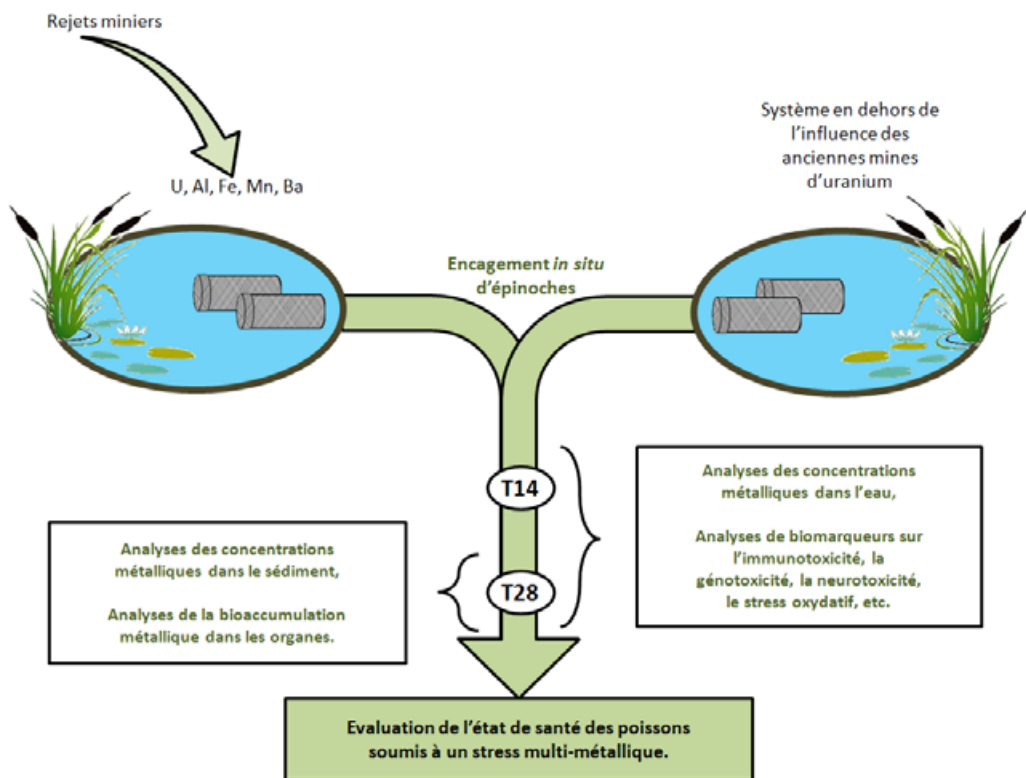 Rejets miniers
U, Al, Fe, Mn, Ba
Système en dehors de
l'influence des
anciennes mines
d'uranium
Encagement in situ
d'épinoches
T14
T28
Analyses des concentrations
métalliques dans l'eau,
Analyses de biomarqueurs sur
l'immunotoxicité, la
génotoxicité, la neurotoxicité,
le stress oxydatif, etc.
Analyses des concentrations
métalliques dans le sédiment,
Analyses de la bioaccumulation
métallique dans les organes.
Evaluation de l'état de santé des poissons
soumis à un stress multi-métallique.